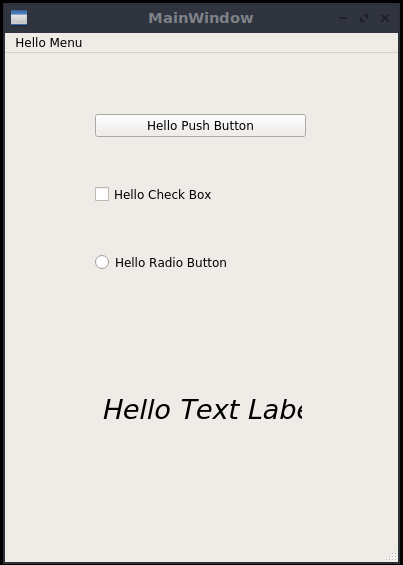 MainWindow
Hello Menu
Hello Push Button
Hello Check Box
Hello Radio Button
Hello Text Labe